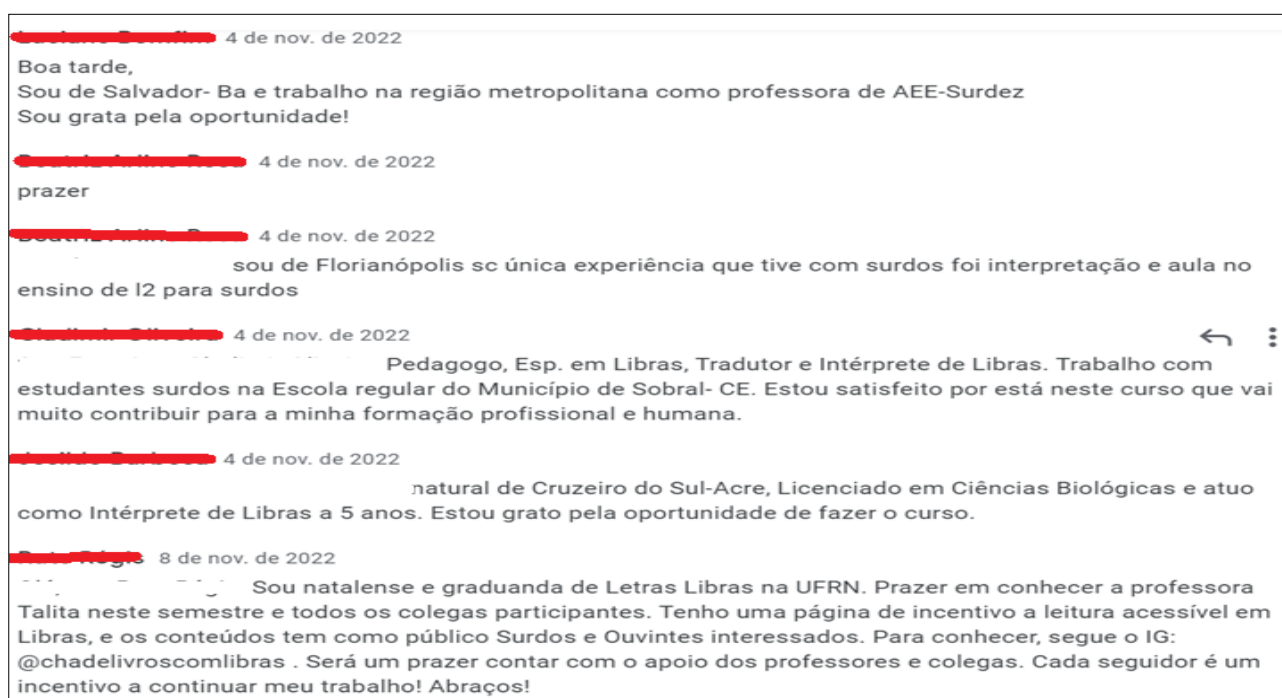 4 de nov. de 2022
Boa tarde,
Sou de Salvador- Ba e trabalho na região metropolitana como professora de AEE-Surdez
Sou grata pela oportunidade!
4 de nov. de 2022
prazer
4 de nov. de 2022
sou de Florianópolis sc única experiência que tive com surdos foi interpretação e aula no
ensino de l2 para surdos
4 de nov. de 2022
Pedagogo, Esp. em Libras, Tradutor e Intérprete de Libras. Trabalho com
estudantes surdos na Escola regular do Município de Sobral- CE. Estou satisfeito por está neste curso que vai
muito contribuir para a minha formação profissional e humana.
4 de nov. de 2022
natural de Cruzeiro do Sul-Acre, Licenciado em Ciências Biológicas e atuo
como Intérprete de Libras a 5 anos. Estou grato pela oportunidade de fazer o curso.
8 de nov. de 2022
Sou natalense e graduanda de Letras Libras na UFRN. Prazer em conhecer a professora
Talita neste semestre e todos os colegas participantes. Tenho uma página de incentivo a leitura acessível em
Libras, e os conteúdos tem como público Surdos e Ouvintes interessados. Para conhecer, segue o IG:
@chadelivroscomlibras . Será um prazer contar com o apoio dos professores e colegas. Cada seguidor é um
incentivo a continuar meu trabalho! Abraços!